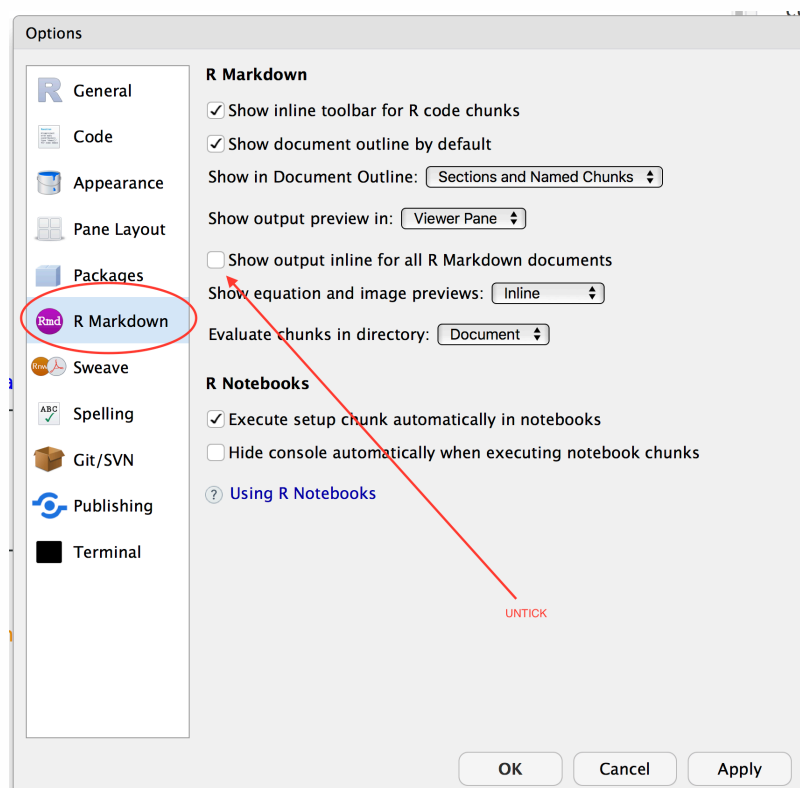 Options
General
Code
Appearance
Pane Layout
Packages
Rmd R Markdown
Rnw Sweave
ABC Spelling
Git/SVN
Publishing
Terminal
R Markdown
Show inline toolbar for R code chunks
Show document outline by default
Show in Document Outline: Sections and Named Chunks
Show output preview in: Viewer Pane
Show output inline for all R Markdown documents
Show equation and image previews: Inline
Evaluate chunks in directory: Document
R Notebooks
Execute setup chunk automatically in notebooks
Hide console automatically when executing notebook chunks
? Using R Notebooks
UNTICK
OK Cancel Apply